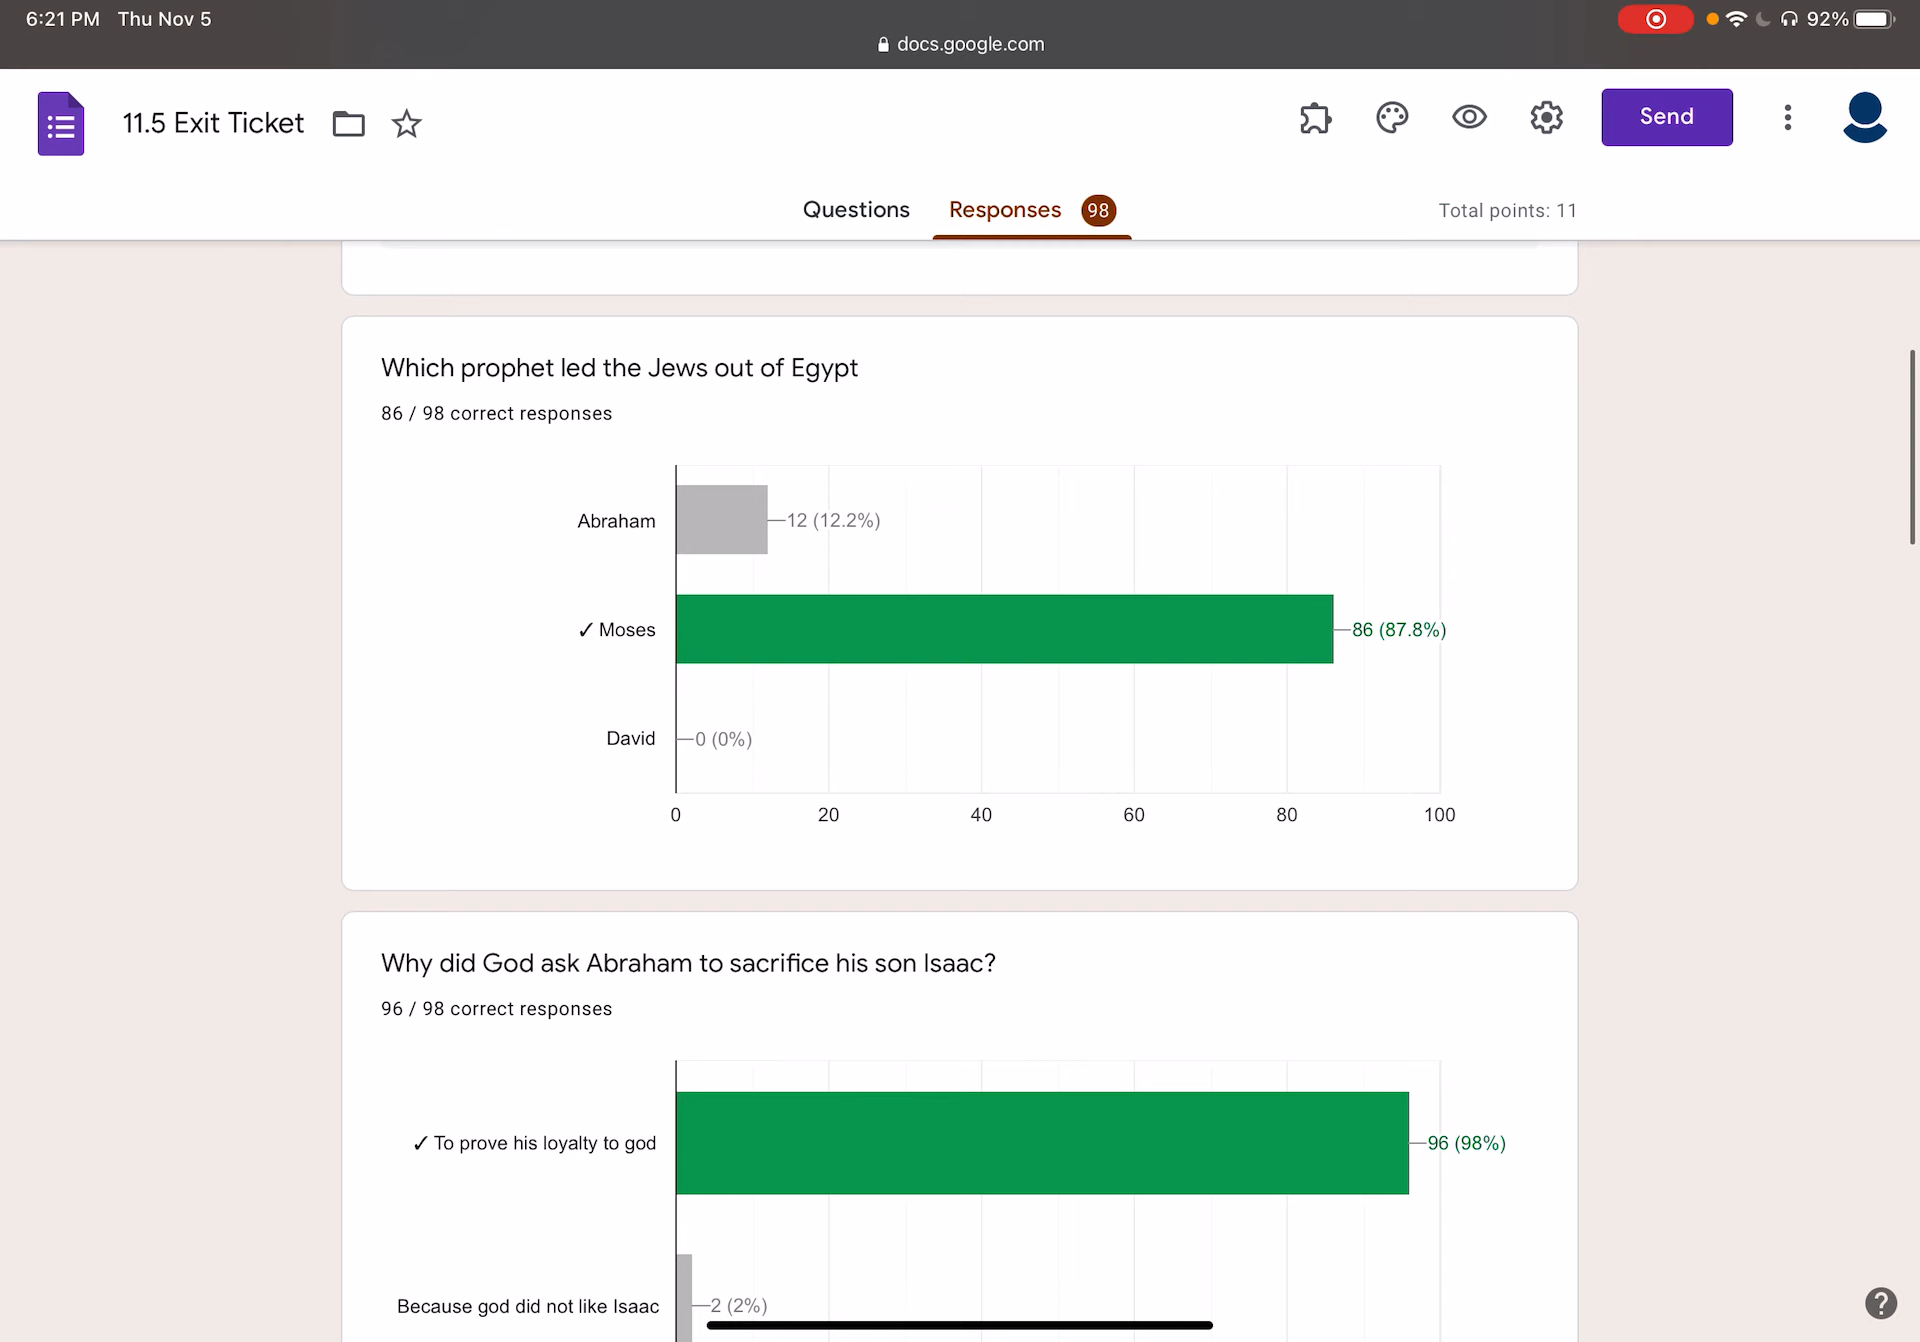 6:21 PM Thu Nov 5
92%
docs.google.com
11.5 Exit Ticket
Send
Questions
Responses 98
Total points: 11
Which prophet led the Jews out of Egypt
86 / 98 correct responses
Abraham
12 (12.2%)
✓ Moses
86 (87.8%)
David
0 (0%)
0 20 40 60 80 100
Why did God ask Abraham to sacrifice his son Isaac?
96 / 98 correct responses
✓ To prove his loyalty to god
96 (98%)
Because god did not like Isaac
2 (2%)
?